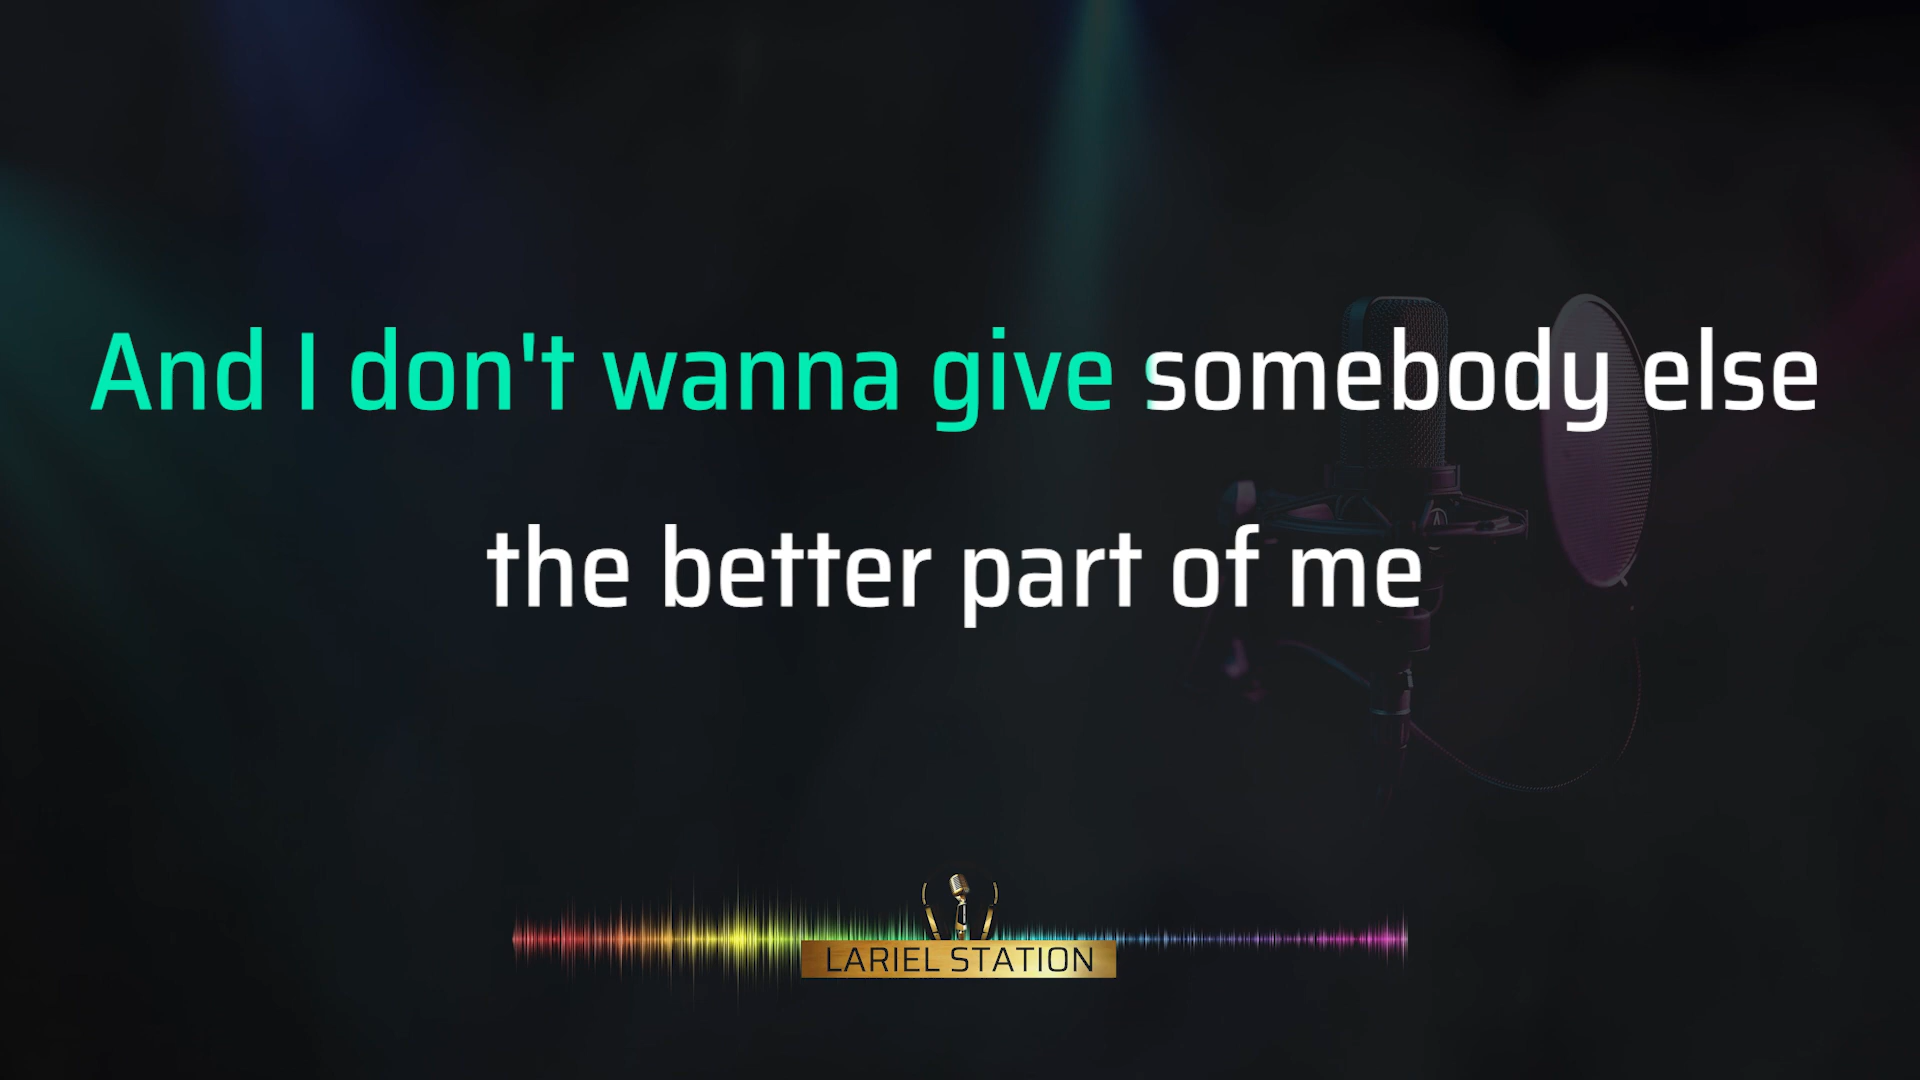 And I don't wanna give somebody else
the better part of me
LARIEL STATION